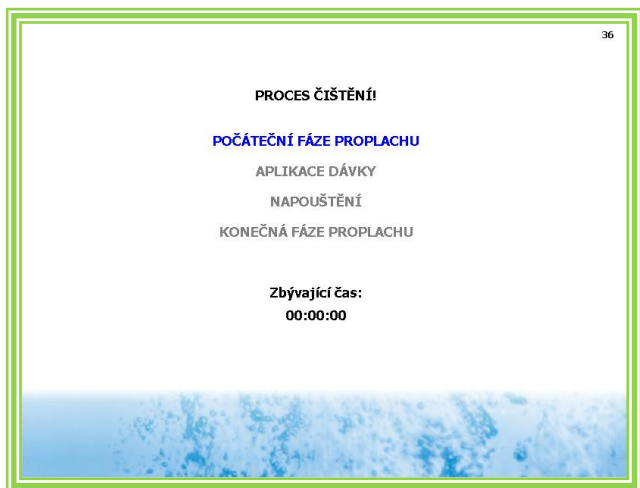 36
PROCES ČIŠTĚNÍ!
POČÁTEČNÍ FÁZE PROPLACHU
APLIKACE DÁVKY
NAPOUŠTĚNÍ
KONEČNÁ FÁZE PROPLACHU
Zbývající čas:
00:00:00